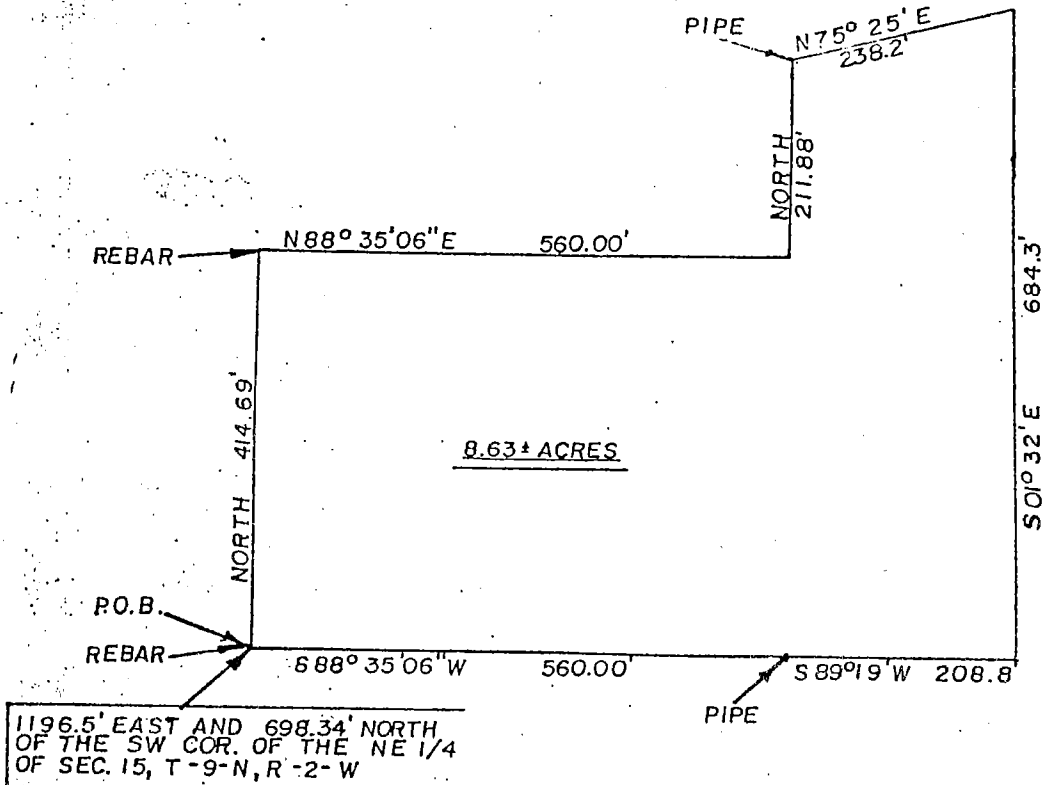 PIPE
N75° 25' E
238.2'
NORTH
211.88'
N88° 35'06" E 560.00'
REBAR
684.3'
S 01° 32' E
NORTH 414.69'
8.63± ACRES
P.O.B.
REBAR
S88° 35' 06" W 560.00'
S 89° 19' W 208.8'
PIPE
1196.5' EAST AND 698.34' NORTH
OF THE SW COR. OF THE NE 1/4
OF SEC. 15, T-9-N, R-2-W